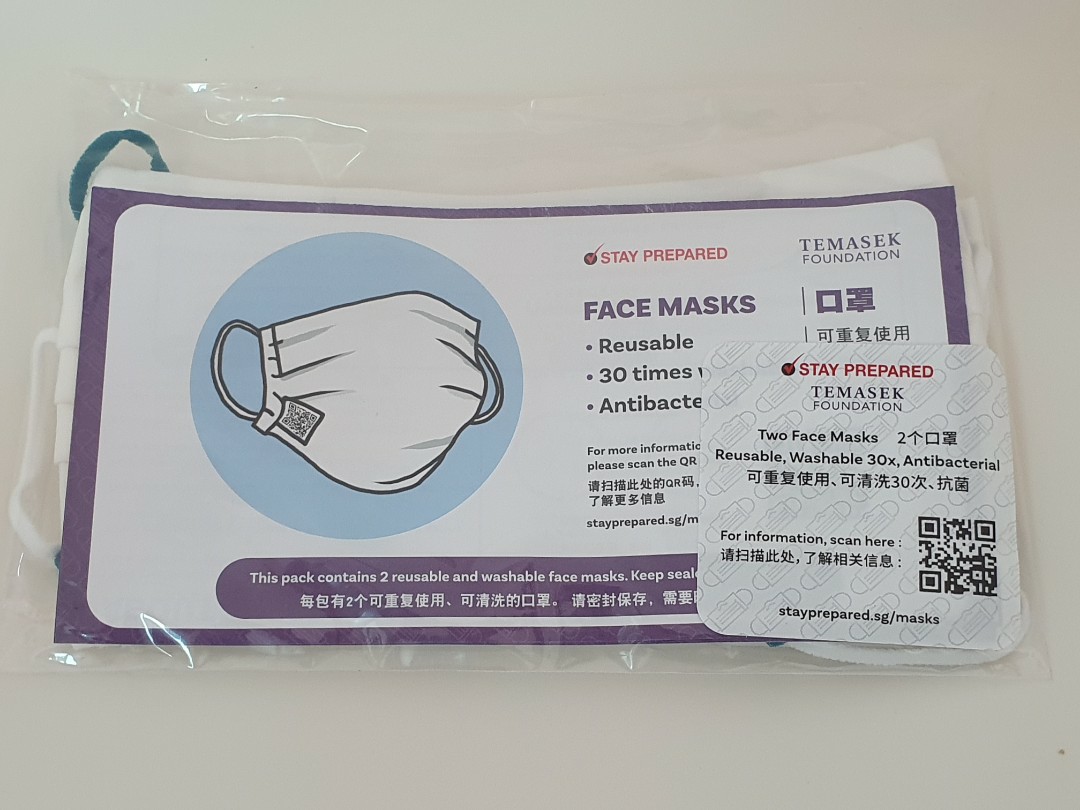 STAY PREPARED
TEMASEK
FOUNDATION
FACE MASKS
口罩
• Reusable
可重复使用
• 30 times
• Antibacte
For more informatio
please scan the QR
请扫描此处的QR码，
了解更多信息
stayprepared.sg/m
This pack contains 2 reusable and washable face masks. Keep seale
每包有2个可重复使用、可清洗的口罩。 请密封保存，需要
STAY PREPARED
TEMASEK
FOUNDATION
Two Face Masks 2个口罩
Reusable, Washable 30x, Antibacterial
可重复使用、可清洗30次、抗菌
For information, scan here :
请扫描此处，了解相关信息：
stayprepared.sg/masks